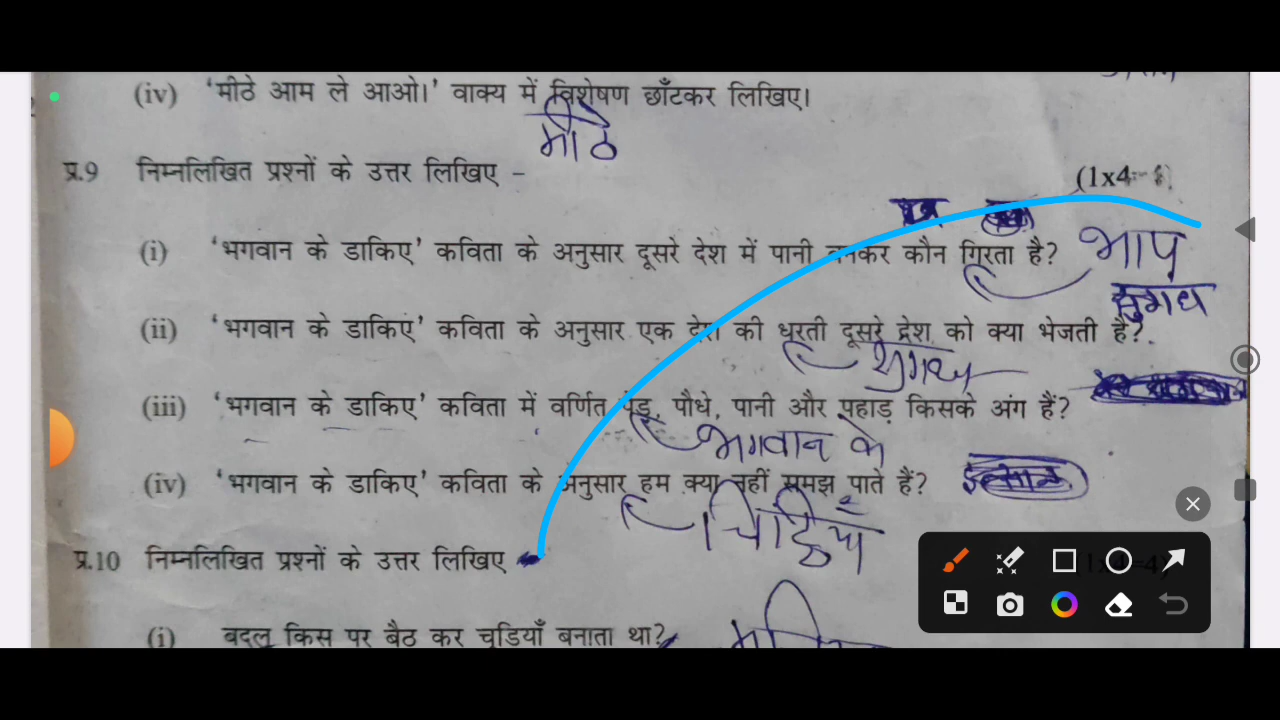 (iv) 'मीठे आम ले आओ।' वाक्य में विशेषण छाँटकर लिखिए।
मीठे
प्र.9 निम्नलिखित प्रश्नों के उत्तर लिखिए - (1x4=4)
(i) 'भगवान के डाकिए' कविता के अनुसार दूसरे देश में पानी बनकर कौन गिरता है? भाप
सुगंध
(ii) 'भगवान के डाकिए' कविता के अनुसार एक देश की धरती दूसरे देश को क्या भेजती है?
सुगंध
(iii) 'भगवान के डाकिए' कविता में वर्णित पेड़, पौधे, पानी और पहाड़ किसके अंग हैं?
भगवान के
(iv) 'भगवान के डाकिए' कविता के अनुसार हम क्या नहीं समझ पाते हैं?
चिट्ठियाँ
प्र.10 निम्नलिखित प्रश्नों के उत्तर लिखिए - (1x4=4)
(i) बदलू किस पर बैठ कर चूडियाँ बनाता था?